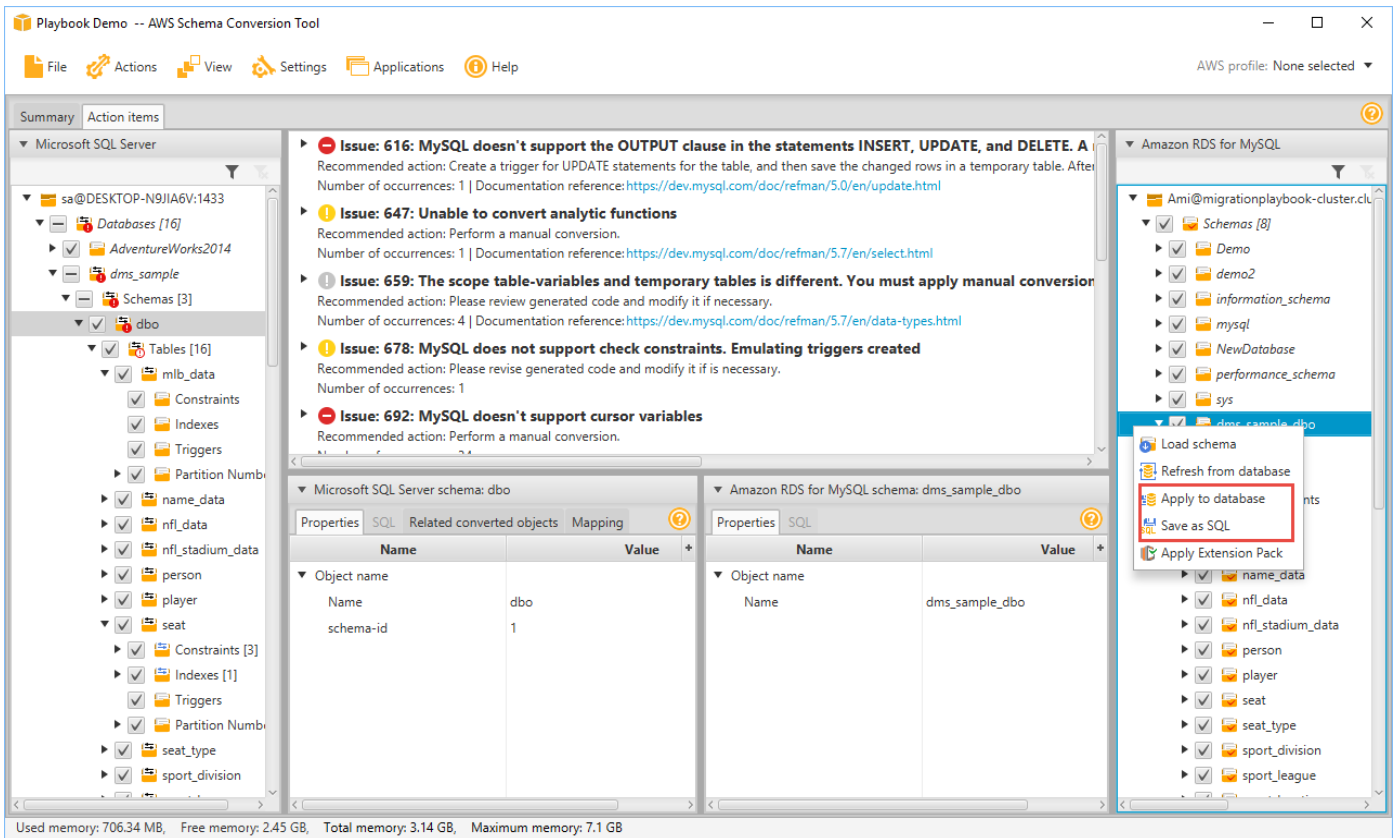 Playbook Demo -- AWS Schema Conversion Tool
File Actions View Settings Applications Help AWS profile: None selected
Summary Action items
Microsoft SQL Server
sa@DESKTOP-N9JIA6V:1433
Databases [16]
AdventureWorks2014
dms_sample
Schemas [3]
dbo
Tables [16]
mlb_data
Constraints
Indexes
Triggers
Partition Numb
name_data
nfl_data
nfl_stadium_data
person
player
seat
Constraints [3]
Indexes [1]
Triggers
Partition Numb
seat_type
sport_division
Issue: 616: MySQL doesn't support the OUTPUT clause in the statements INSERT, UPDATE, and DELETE. A
Recommended action: Create a trigger for UPDATE statements for the table, and then save the changed rows in a temporary table. After
Number of occurrences: 1 | Documentation reference: https://dev.mysql.com/doc/refman/5.0/en/update.html
Issue: 647: Unable to convert analytic functions
Recommended action: Perform a manual conversion.
Number of occurrences: 1 | Documentation reference: https://dev.mysql.com/doc/refman/5.7/en/select.html
Issue: 659: The scope table-variables and temporary tables is different. You must apply manual conversion
Recommended action: Please review generated code and modify it if necessary.
Number of occurrences: 4 | Documentation reference: https://dev.mysql.com/doc/refman/5.7/en/data-types.html
Issue: 678: MySQL does not support check constraints. Emulating triggers created
Recommended action: Please revise generated code and modify it if is necessary.
Number of occurrences: 1
Issue: 692: MySQL doesn't support cursor variables
Recommended action: Perform a manual conversion.
Microsoft SQL Server schema: dbo
Properties SQL Related converted objects Mapping
Name Value +
Object name
Name dbo
schema-id 1
Amazon RDS for MySQL schema: dms_sample_dbo
Properties SQL
Name Value +
Object name
Name dms_sample_dbo
Amazon RDS for MySQL
Ami@migrationplaybook-cluster.clu
Schemas [8]
Demo
demo2
information_schema
mysql
NewDatabase
performance_schema
sys
dms_sample_dbo
Load schema
Refresh from database
Apply to database
Save as SQL
Apply Extension Pack
nts
name_data
nfl_data
nfl_stadium_data
person
player
seat
seat_type
sport_division
sport_league
Used memory: 706.34 MB, Free memory: 2.45 GB, Total memory: 3.14 GB, Maximum memory: 7.1 GB